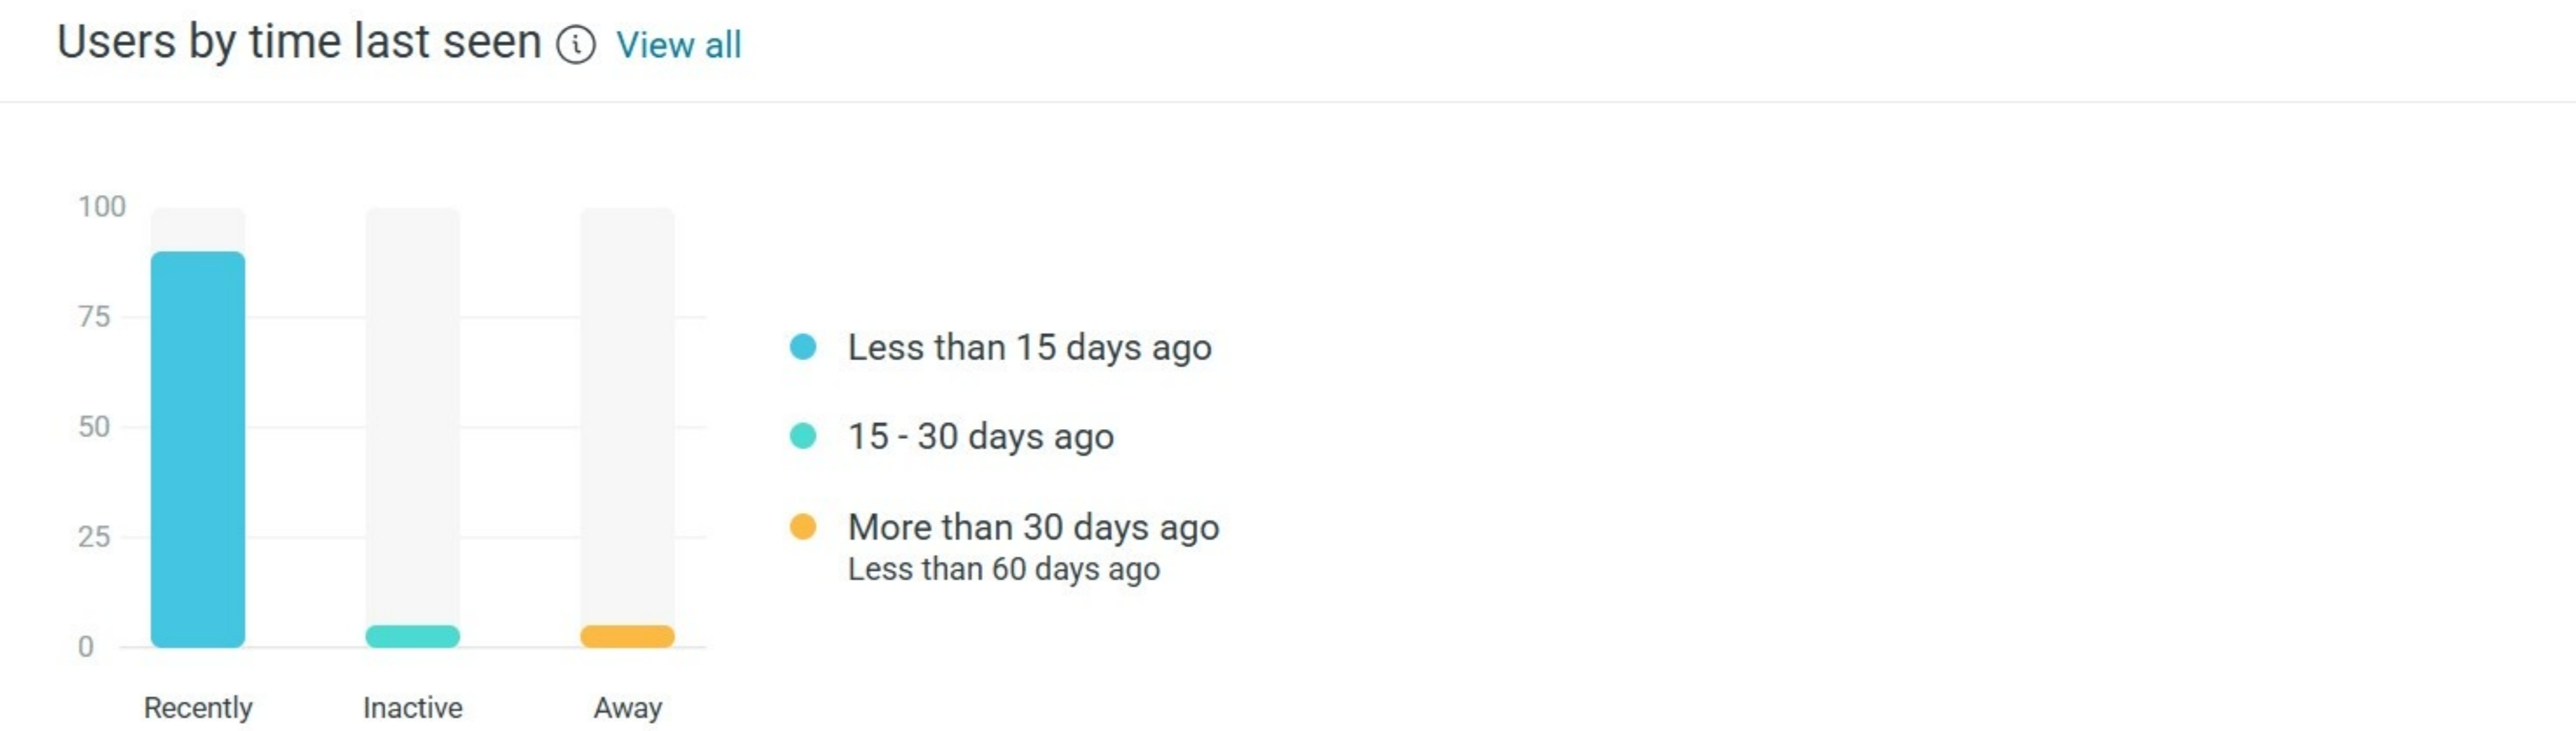 Users by time last seen View all
100
75
50
25
0
Recently Inactive Away
Less than 15 days ago
15 - 30 days ago
More than 30 days ago
Less than 60 days ago